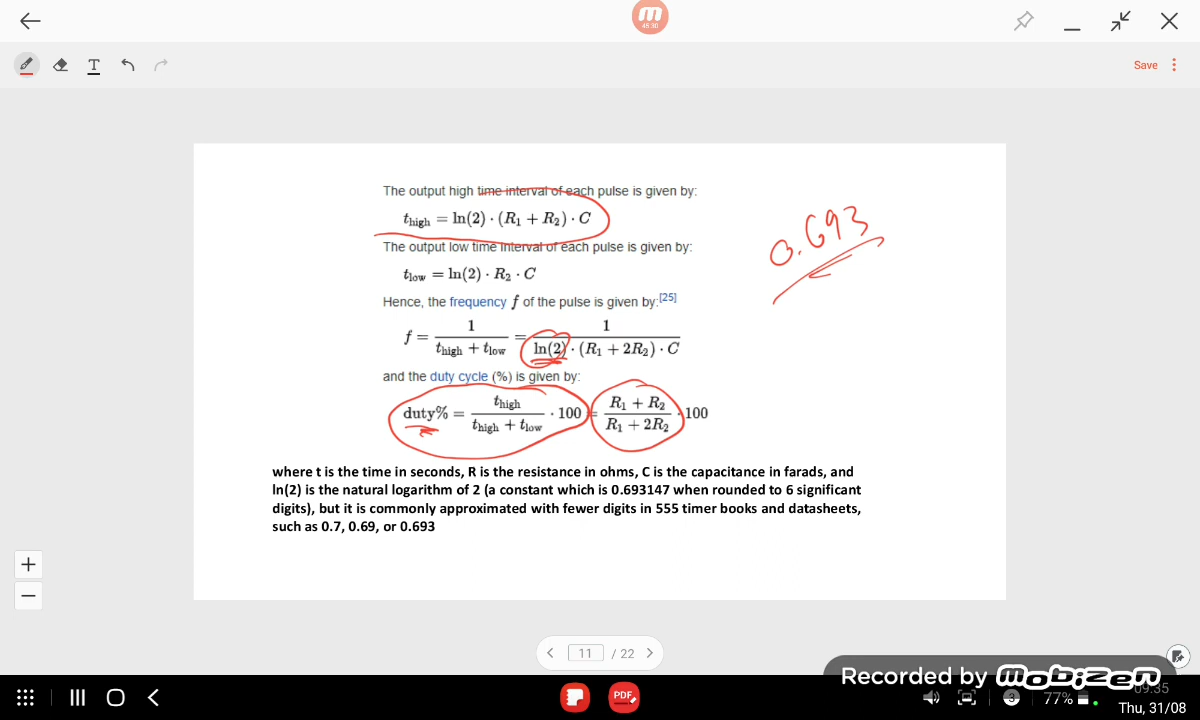 45:30
T
Save
The output high time interval of each pulse is given by:
t_high = ln(2) · (R₁ + R₂) · C
0.693
The output low time interval of each pulse is given by:
t_low = ln(2) · R₂ · C
Hence, the frequency f of the pulse is given by:[25]
f = 1 / (t_high + t_low) = 1 / (ln(2) · (R₁ + 2R₂) · C)
and the duty cycle (%) is given by:
duty% = t_high / (t_high + t_low) · 100 = (R₁ + R₂) / (R₁ + 2R₂) · 100
where t is the time in seconds, R is the resistance in ohms, C is the capacitance in farads, and
ln(2) is the natural logarithm of 2 (a constant which is 0.693147 when rounded to 6 significant
digits), but it is commonly approximated with fewer digits in 555 timer books and datasheets,
such as 0.7, 0.69, or 0.693
11 / 22
Recorded by mobizen
PDF
3
77%
09:35
Thu, 31/08